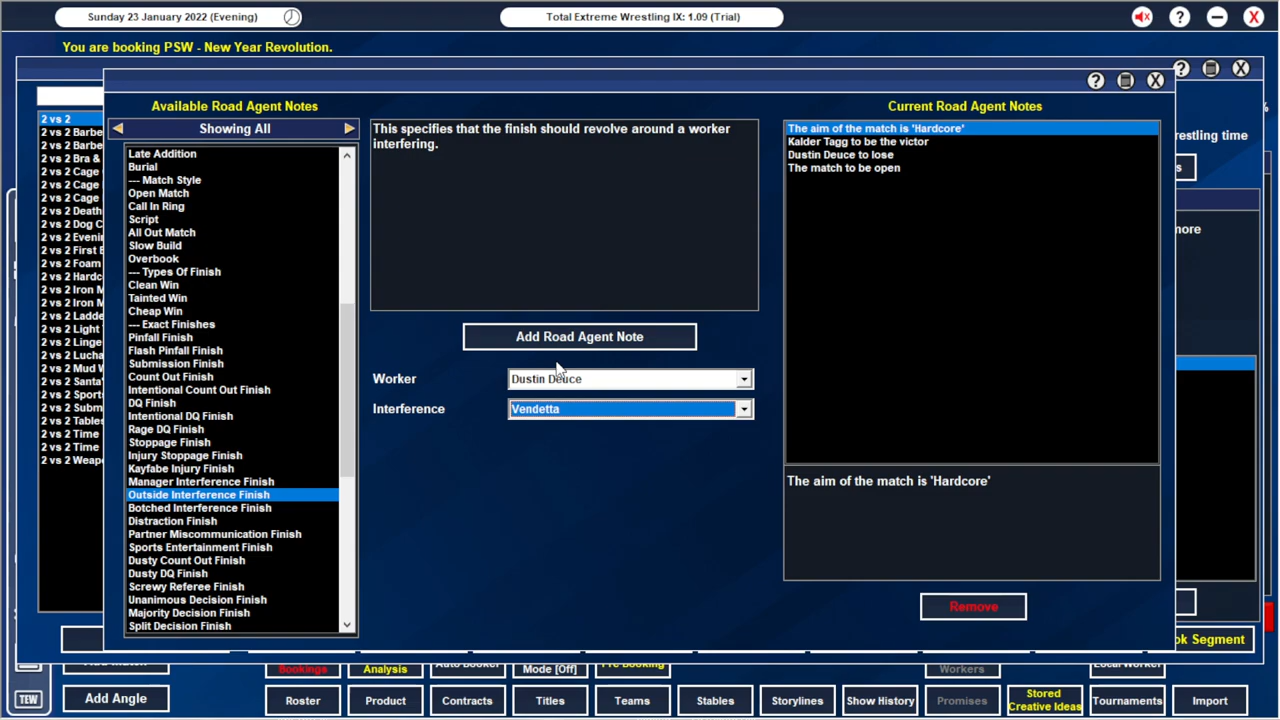 Sunday 23 January 2022 (Evening)
Total Extreme Wrestling IX: 1.09 (Trial)
You are booking PSW - New Year Revolution.
Available Road Agent Notes
Showing All
Late Addition
Burial
--- Match Style
Open Match
Call In Ring
Script
All Out Match
Slow Build
Overbook
--- Types Of Finish
Clean Win
Tainted Win
Cheap Win
--- Exact Finishes
Pinfall Finish
Flash Pinfall Finish
Submission Finish
Count Out Finish
Intentional Count Out Finish
DQ Finish
Intentional DQ Finish
Rage DQ Finish
Stoppage Finish
Injury Stoppage Finish
Kayfabe Injury Finish
Manager Interference Finish
Outside Interference Finish
Botched Interference Finish
Distraction Finish
Partner Miscommunication Finish
Sports Entertainment Finish
Dusty Count Out Finish
Dusty DQ Finish
Screwy Referee Finish
Unanimous Decision Finish
Majority Decision Finish
Split Decision Finish
This specifies that the finish should revolve around a worker
interfering.
Add Road Agent Note
Worker
Dustin Deuce
Interference
Vendetta
Current Road Agent Notes
The aim of the match is 'Hardcore'
Kalder Tagg to be the victor
Dustin Deuce to lose
The match to be open
The aim of the match is 'Hardcore'
Remove
2 vs 2
2 vs 2 Barbe
2 vs 2 Barbe
2 vs 2 Bra &
2 vs 2 Cage
2 vs 2 Cage
2 vs 2 Cage
2 vs 2 Death
2 vs 2 Dog C
2 vs 2 Eveni
2 vs 2 First E
2 vs 2 Foam
2 vs 2 Hardc
2 vs 2 Iron M
2 vs 2 Iron M
2 vs 2 Ladde
2 vs 2 Light
2 vs 2 Linge
2 vs 2 Lucha
2 vs 2 Mud W
2 vs 2 Santa'
2 vs 2 Sport
2 vs 2 Subm
2 vs 2 Tables
2 vs 2 Time
2 vs 2 Time
2 vs 2 Weap
%
restling time
s
more
ok Segment
Bookings
Analysis
Auto Booker
Mode [Off]
Pre Booking
Workers
Local Worker
TEW
Add Match
Add Angle
Roster
Product
Contracts
Titles
Teams
Stables
Storylines
Show History
Promises
Stored
Creative Ideas
Tournaments
Import